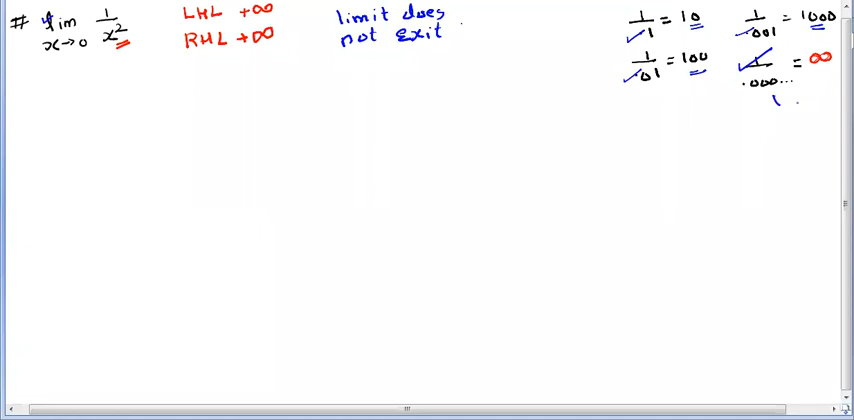 # lim x→0 1/x² LHL +∞ limit does
RHL +∞ not exit
1/.1 = 10 1/.001 = 1000
1/.01 = 100 1/.000...1 = ∞